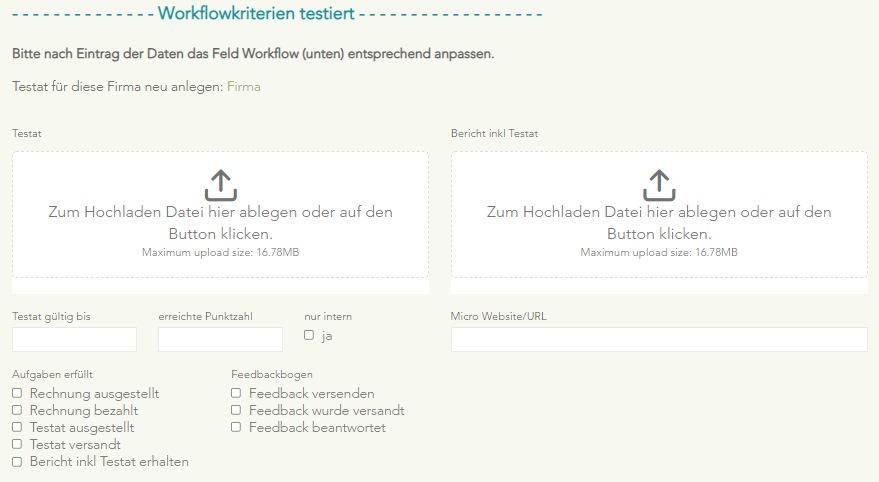 - - - - - - - - - - - - - - Workflowkriterien testiert - - - - - - - - - - - - - - - - - -
Bitte nach Eintrag der Daten das Feld Workflow (unten) entsprechend anpassen.
Testat für diese Firma neu anlegen: Firma
Testat
Zum Hochladen Datei hier ablegen oder auf den
Button klicken.
Maximum upload size: 16.78MB
Bericht inkl Testat
Zum Hochladen Datei hier ablegen oder auf den
Button klicken.
Maximum upload size: 16.78MB
Testat gültig bis
erreichte Punktzahl
nur intern
ja
Micro Website/URL
Aufgaben erfüllt
Rechnung ausgestellt
Rechnung bezahlt
Testat ausgestellt
Testat versandt
Bericht inkl Testat erhalten
Feedbackbogen
Feedback versenden
Feedback wurde versandt
Feedback beantwortet